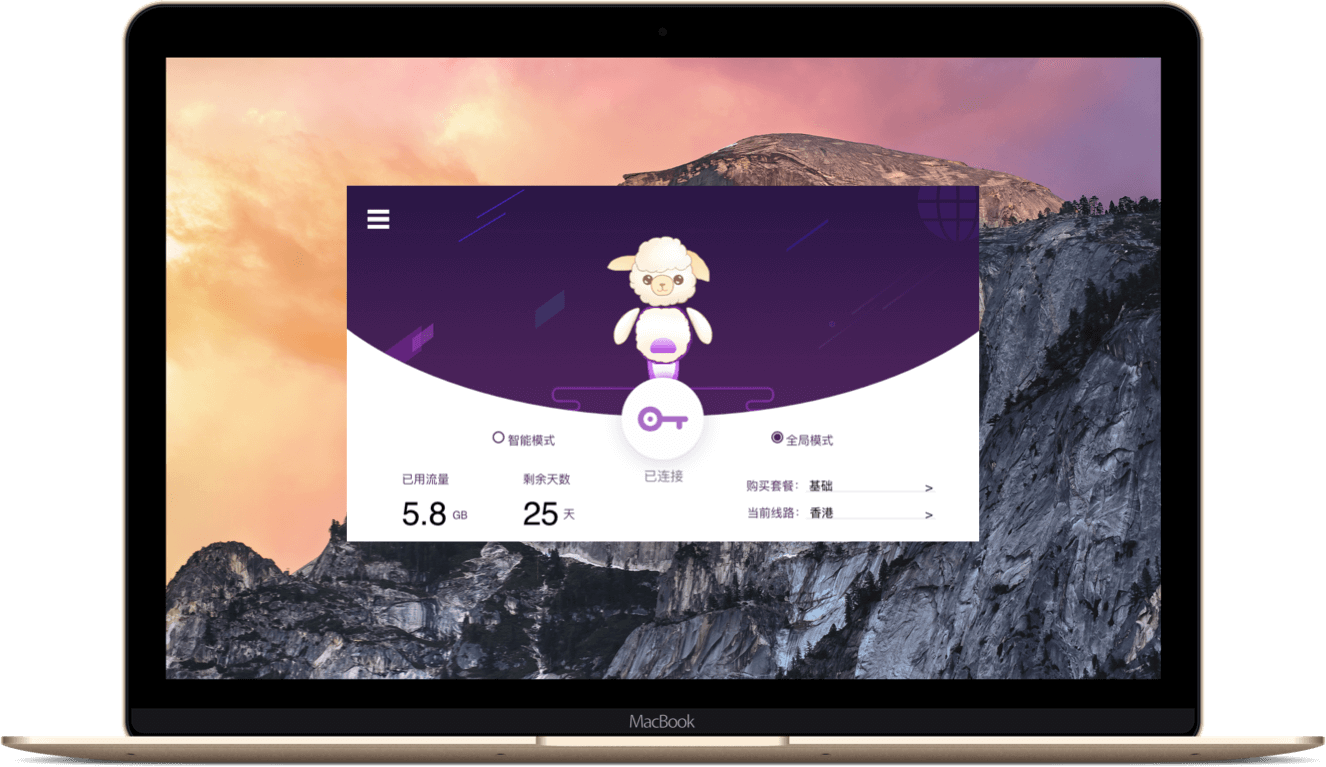 智能模式
全局模式
已连接
已用流量
剩余天数
5.8 GB
25 天
购买套餐： 基础 >
当前线路： 香港 >
MacBook